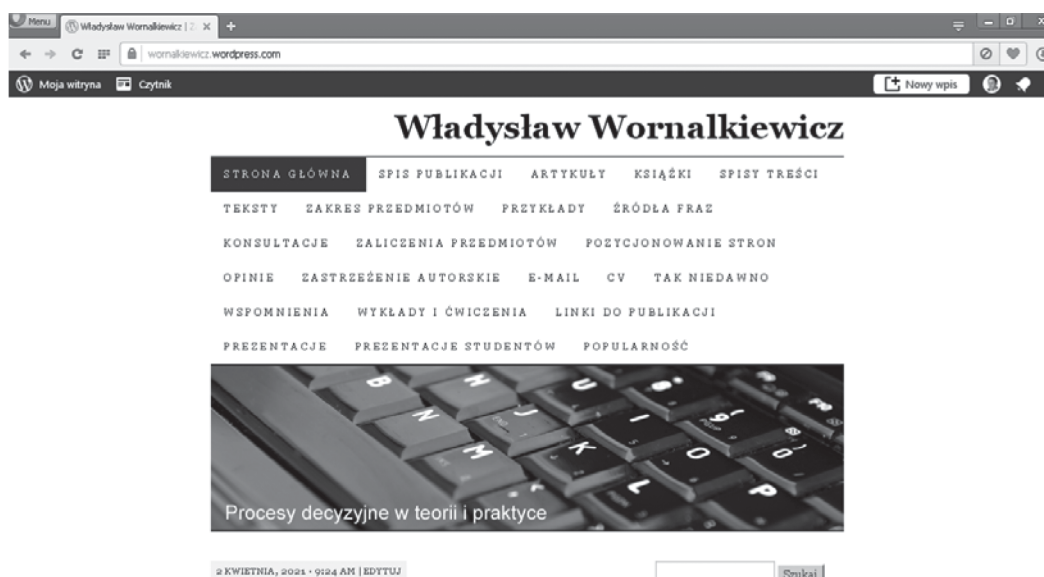 Menu
Władysław Wornalkiewicz |
wornalkiewicz.wordpress.com
Moja witryna Czytnik Nowy wpis
Władysław Wornalkiewicz
STRONA GŁÓWNA SPIS PUBLIKACJI ARTYKUŁY KSIĄŻKI SPISY TREŚCI
TEKSTY ZAKRES PRZEDMIOTÓW PRZYKŁADY ŹRÓDŁA FRAZ
KONSULTACJE ZALICZENIA PRZEDMIOTÓW POZYCJONOWANIE STRON
OPINIE ZASTRZEŻENIE AUTORSKIE E-MAIL CV TAK NIEDAWNO
WSPOMNIENIA WYKŁADY I ĆWICZENIA LINKI DO PUBLIKACJI
PREZENTACJE PREZENTACJE STUDENTÓW POPULARNOŚĆ
B H U
N J I 9
M K O
L P
Procesy decyzyjne w teorii i praktyce
2 KWIETNIA, 2021 • 9:24 AM | EDYTUJ
Szukaj